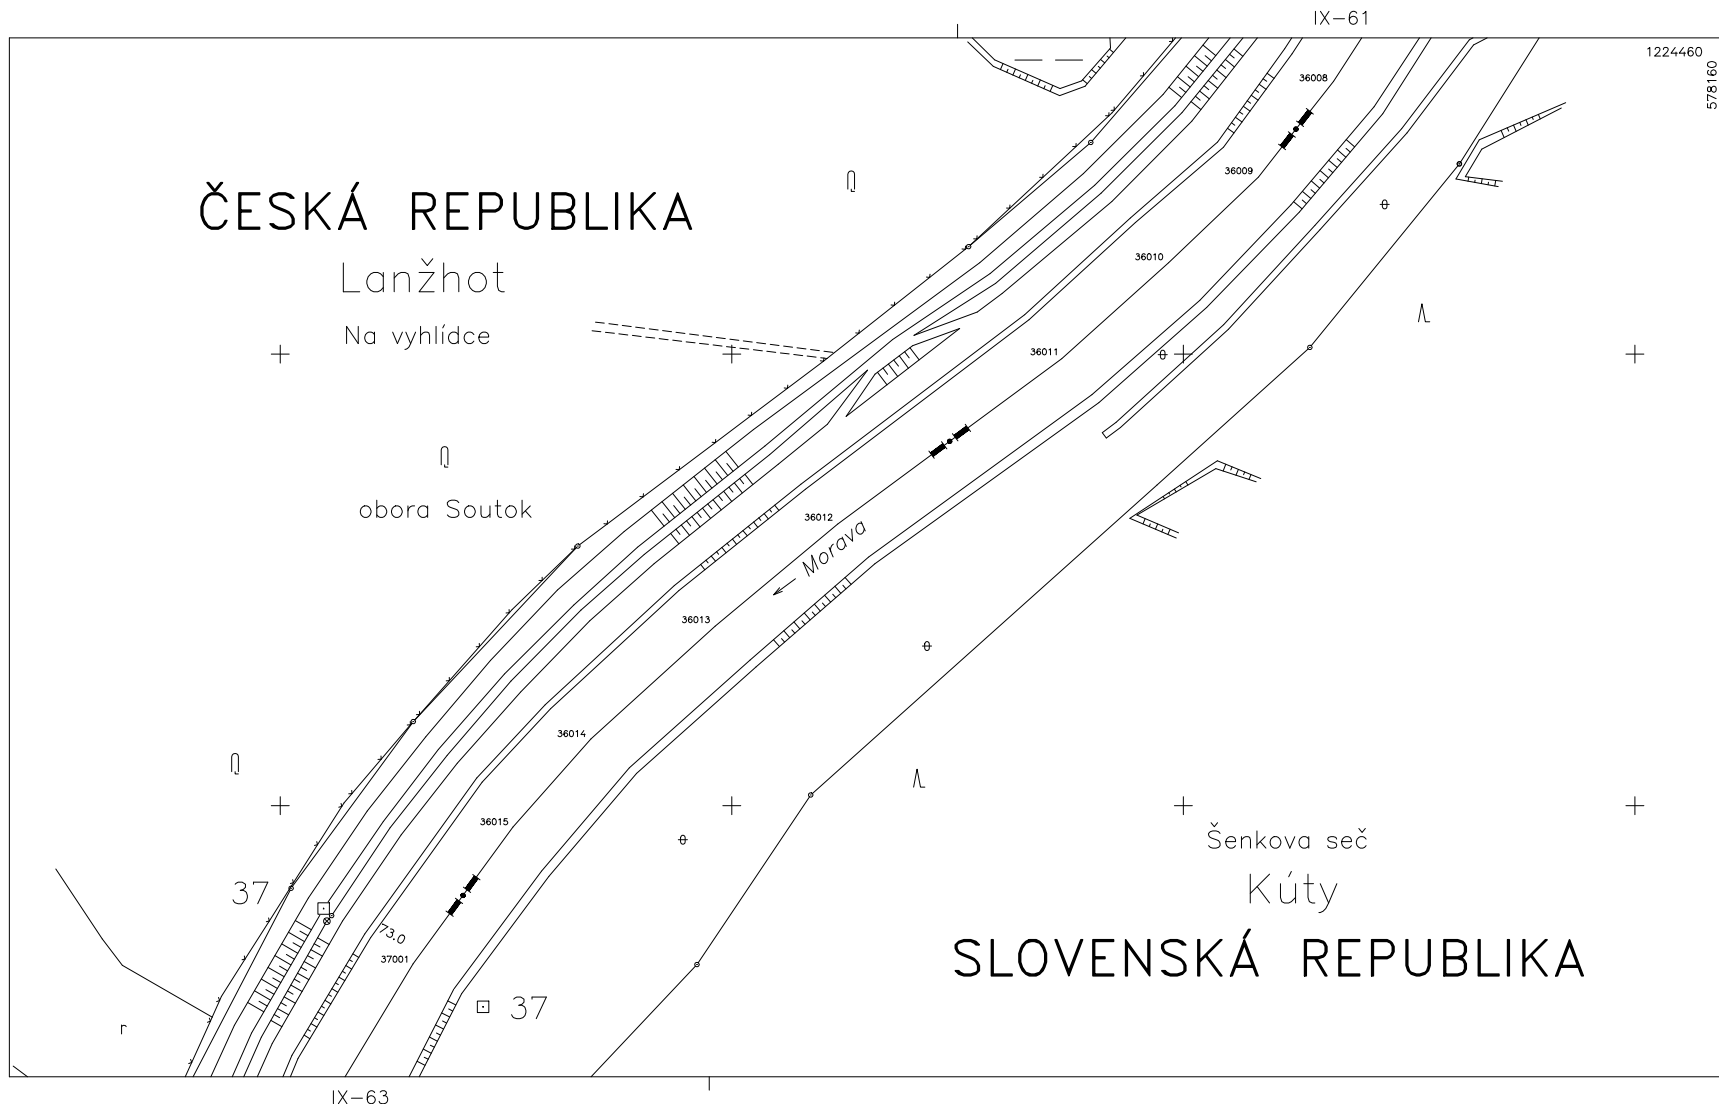 IX-61
1224460
578160
36008
36009
ČESKÁ REPUBLIKA
Lanžhot
Na vyhlídce
36010
36011
obora Soutok
36012
Morava
36013
36014
36015
Šenkova seč
Kúty
SLOVENSKÁ REPUBLIKA
37
73.0
37001
37
r
IX-63